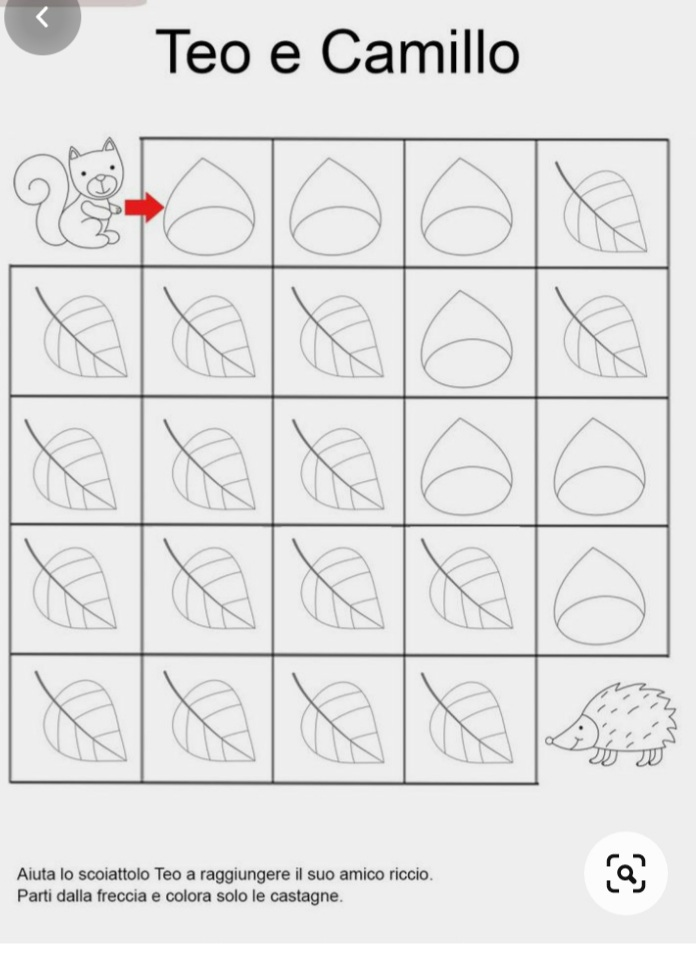 Teo e Camillo
Aiuta lo scoiattolo Teo a raggiungere il suo amico riccio.
Parti dalla freccia e colora solo le castagne.